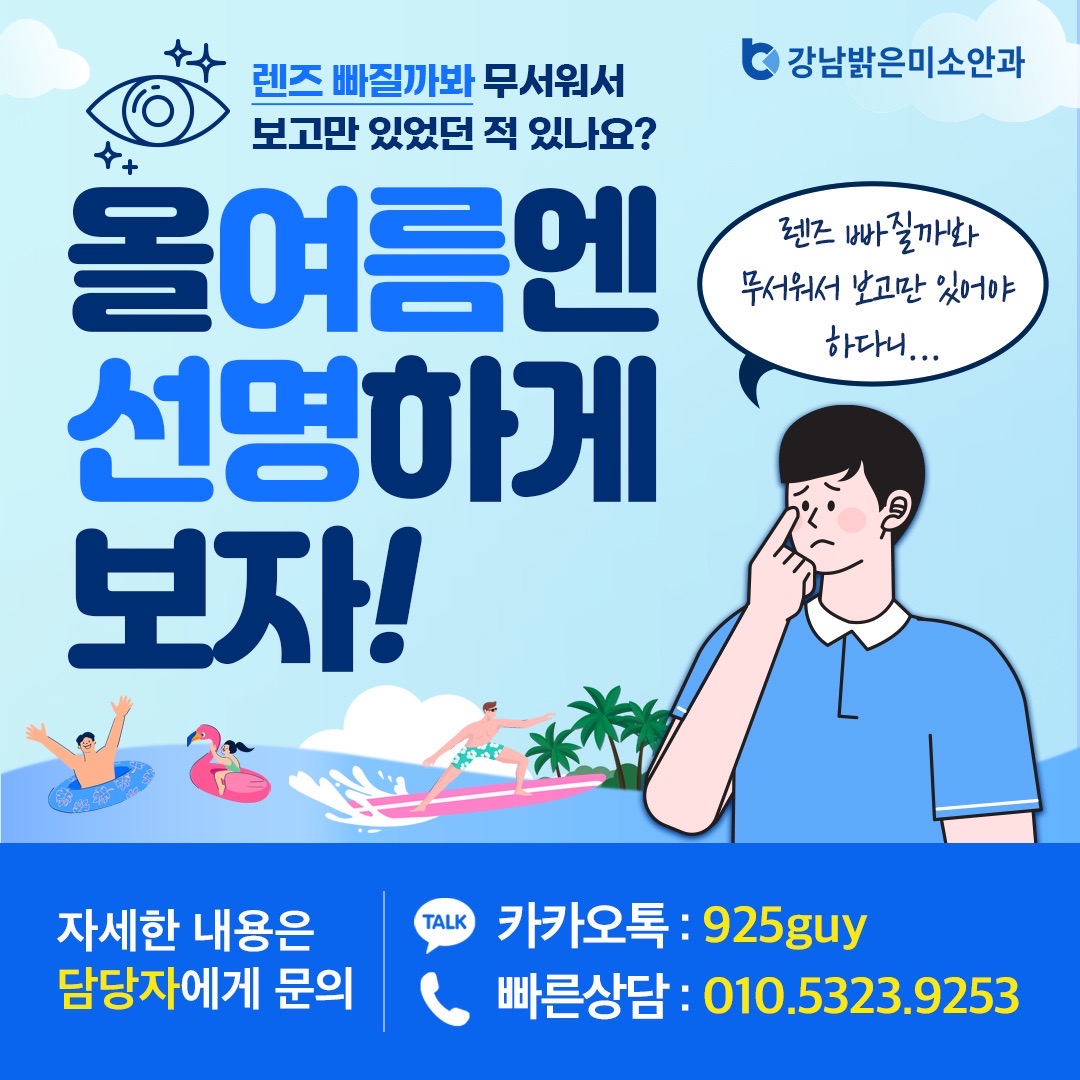 강남밝은미소안과
렌즈 빠질까봐 무서워서
보고만 있었던 적 있나요?
올여름엔
선명하게
보자!
렌즈 빠질까봐
무서워서 보고만 있어야
하다니...
자세한 내용은
담당자에게 문의
TALK 카카오톡 : 925guy
빠른상담 : 010.5323.9253